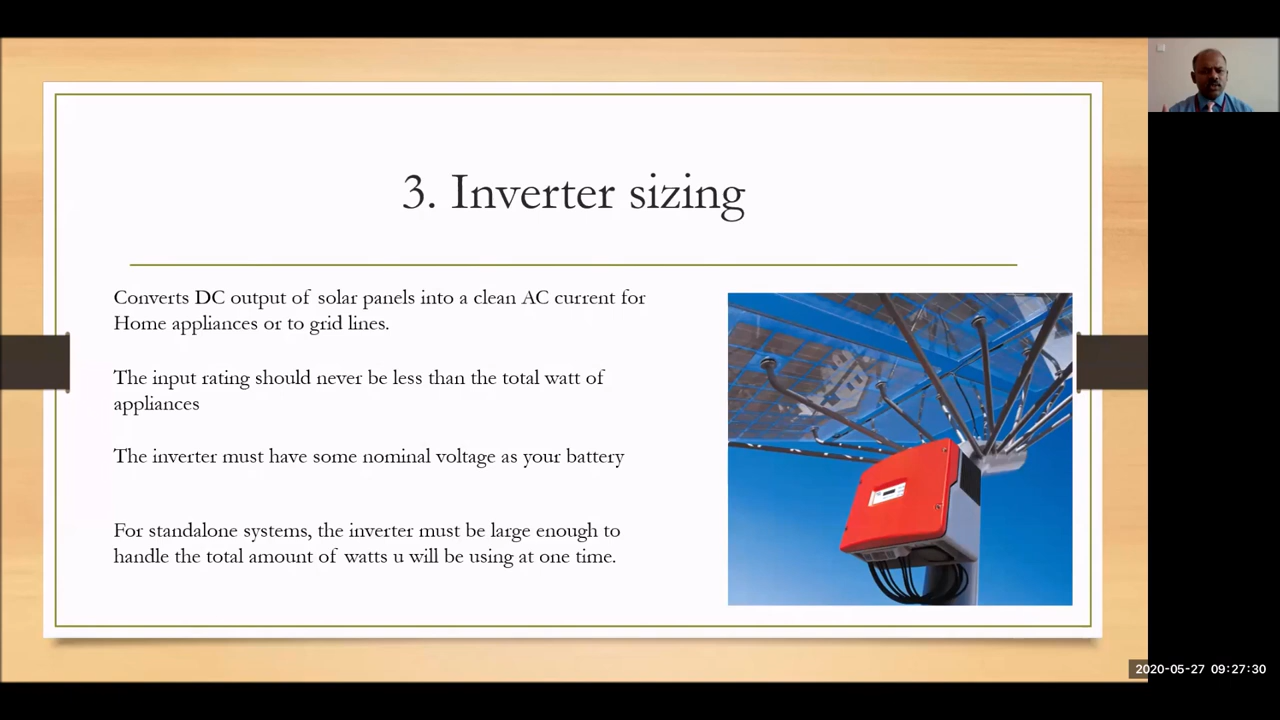 3. Inverter sizing
Converts DC output of solar panels into a clean AC current for
Home appliances or to grid lines.
The input rating should never be less than the total watt of
appliances
The inverter must have some nominal voltage as your battery
For standalone systems, the inverter must be large enough to
handle the total amount of watts u will be using at one time.
2020-05-27 09:27:30